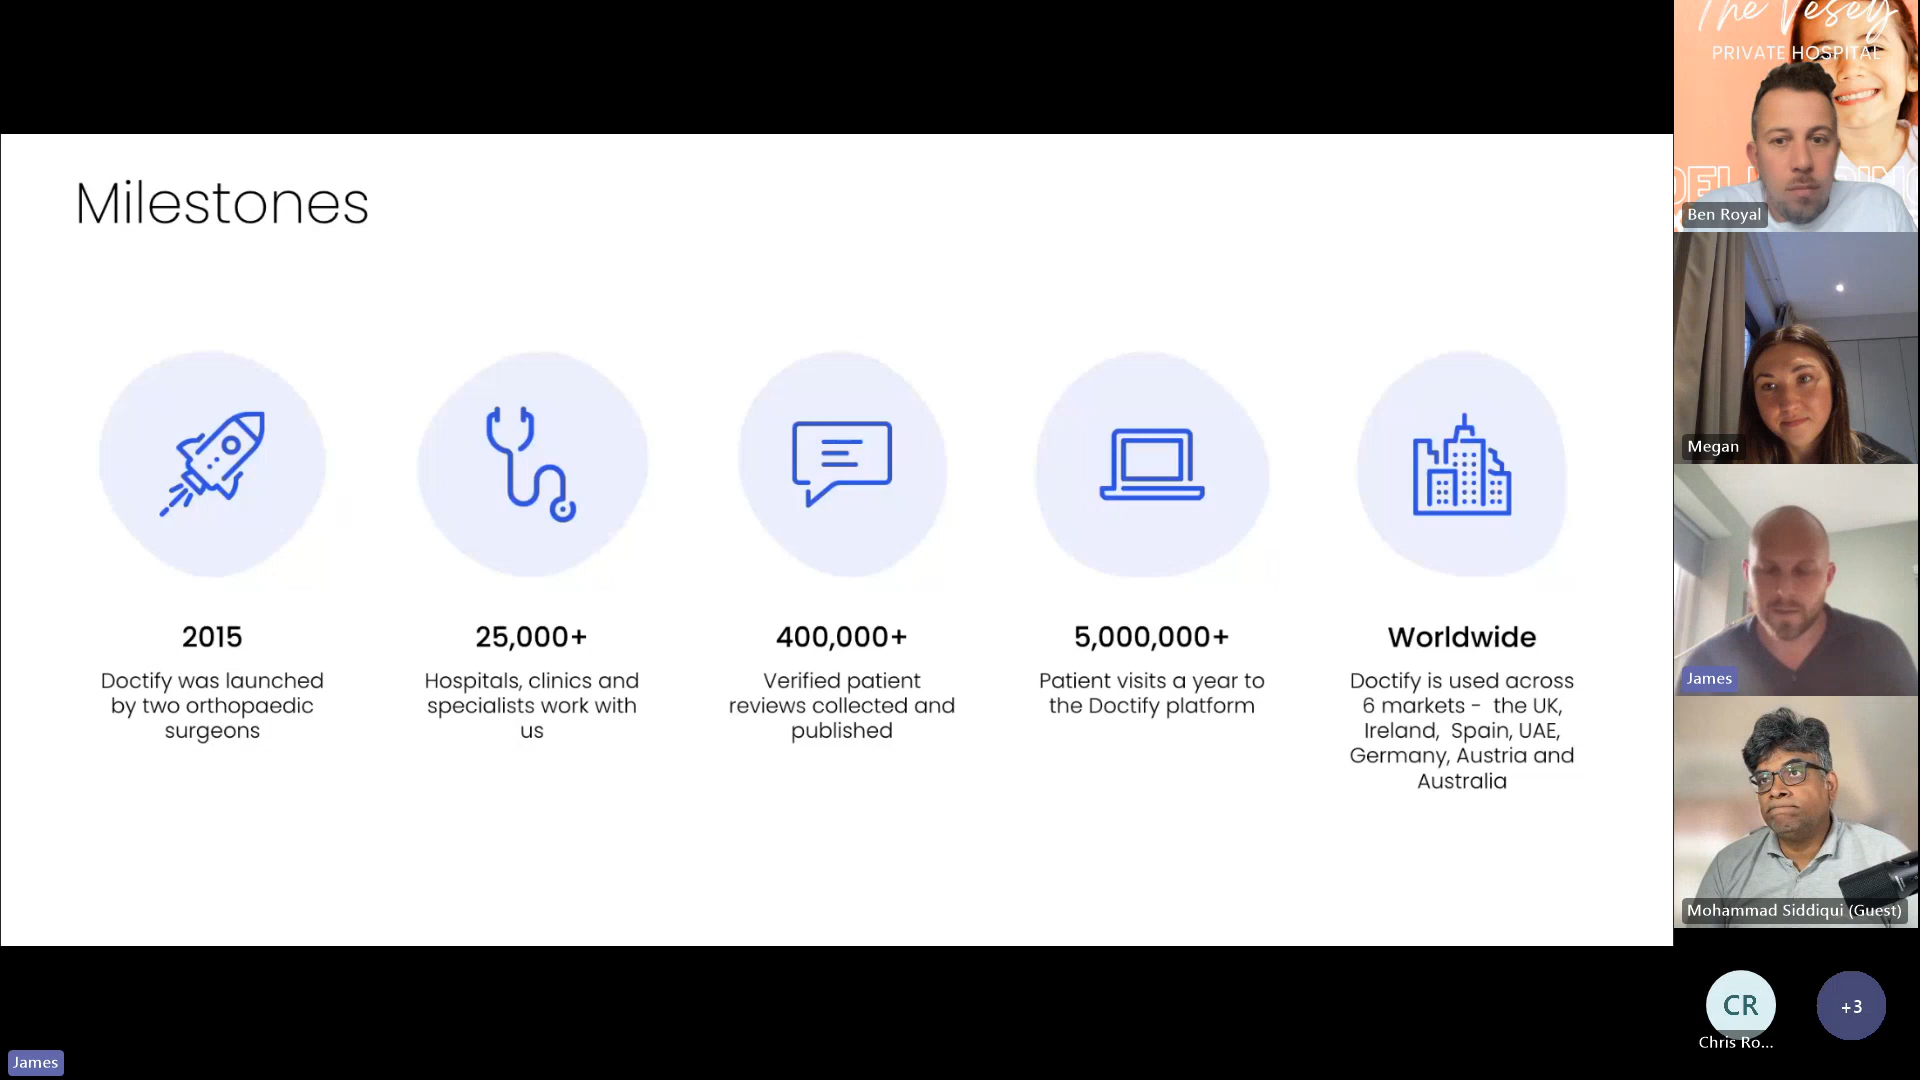 Milestones
2015
Doctify was launched
by two orthopaedic
surgeons
25,000+
Hospitals, clinics and
specialists work with
us
400,000+
Verified patient
reviews collected and
published
5,000,000+
Patient visits a year to
the Doctify platform
Worldwide
Doctify is used across
6 markets - the UK,
Ireland, Spain, UAE,
Germany, Austria and
Australia
The Vesey
PRIVATE HOSPITAL
Ben Royal
Megan
James
Mohammad Siddiqui (Guest)
CR
Chris Ro...
+3
James